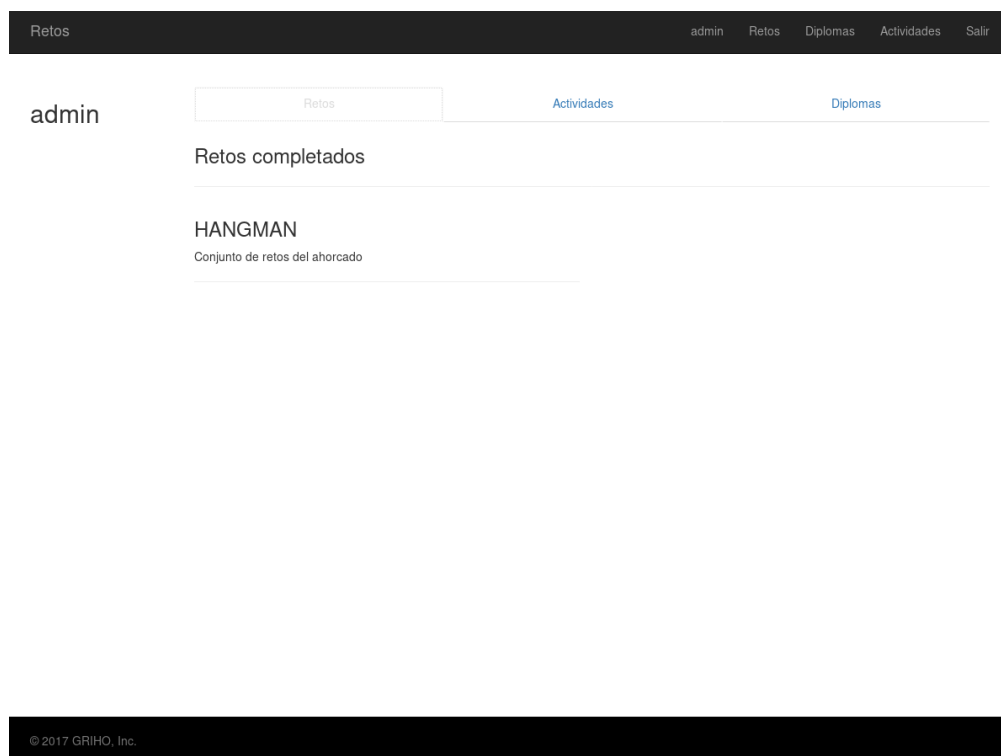 Retos admin Retos Diplomas Actividades Salir
admin
Retos Actividades Diplomas
Retos completados
HANGMAN
Conjunto de retos del ahorcado
© 2017 GRIHO, Inc.